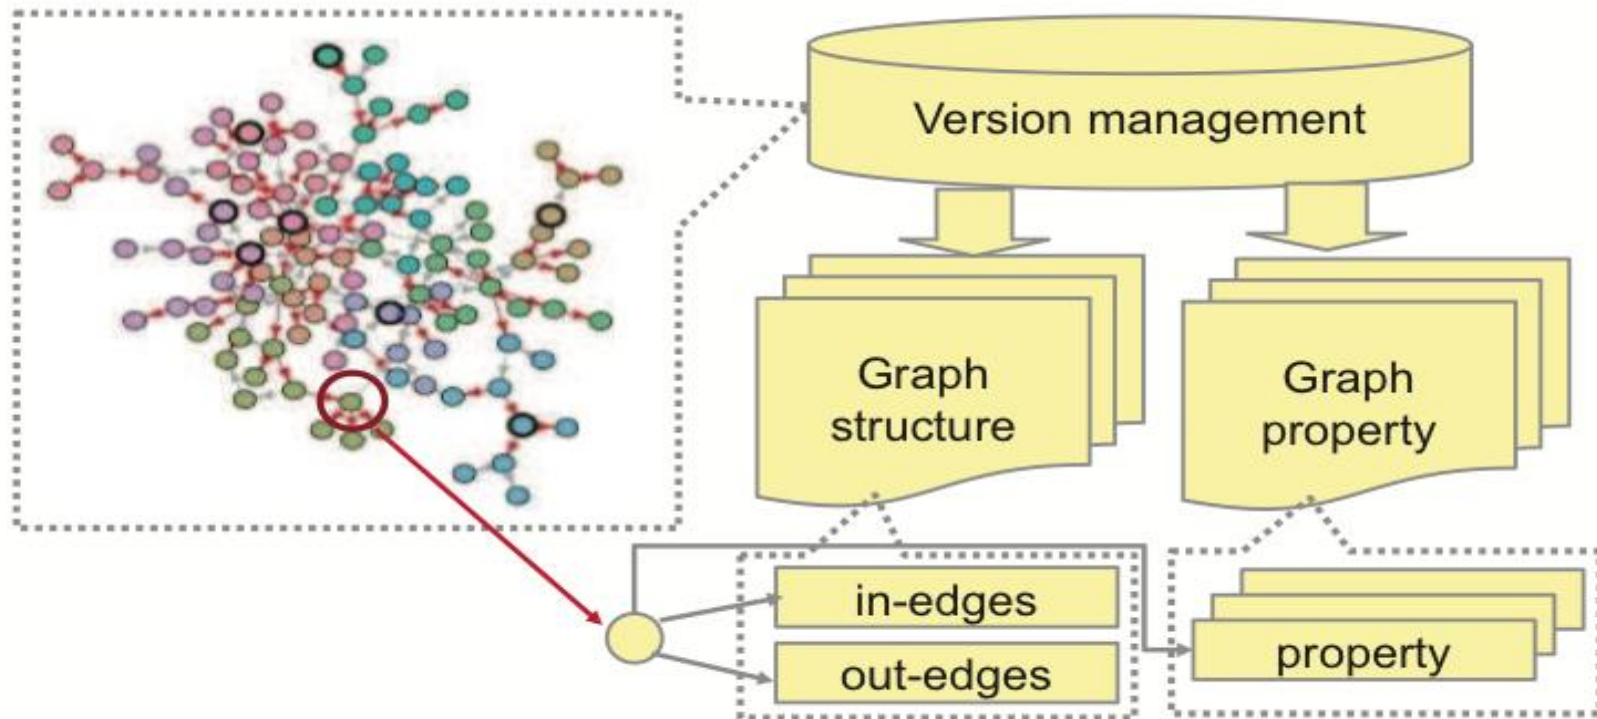 Version management
Graph
structure
Graph
property
in-edges
out-edges
property